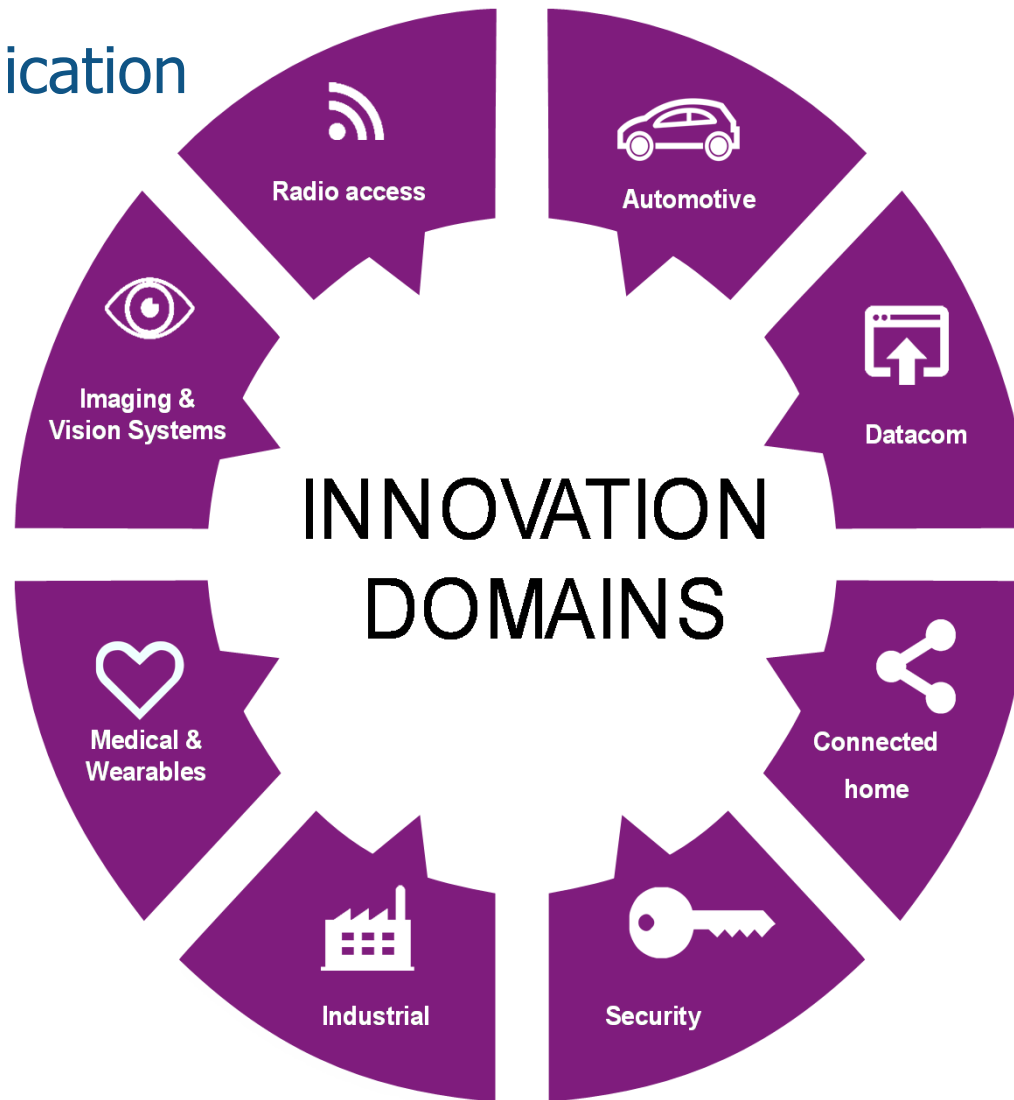 ication
Radio access
Automotive
Imaging &
Vision Systems
Datacom
INNOVATION
DOMAINS
Medical &
Wearables
Connected
home
Industrial
Security